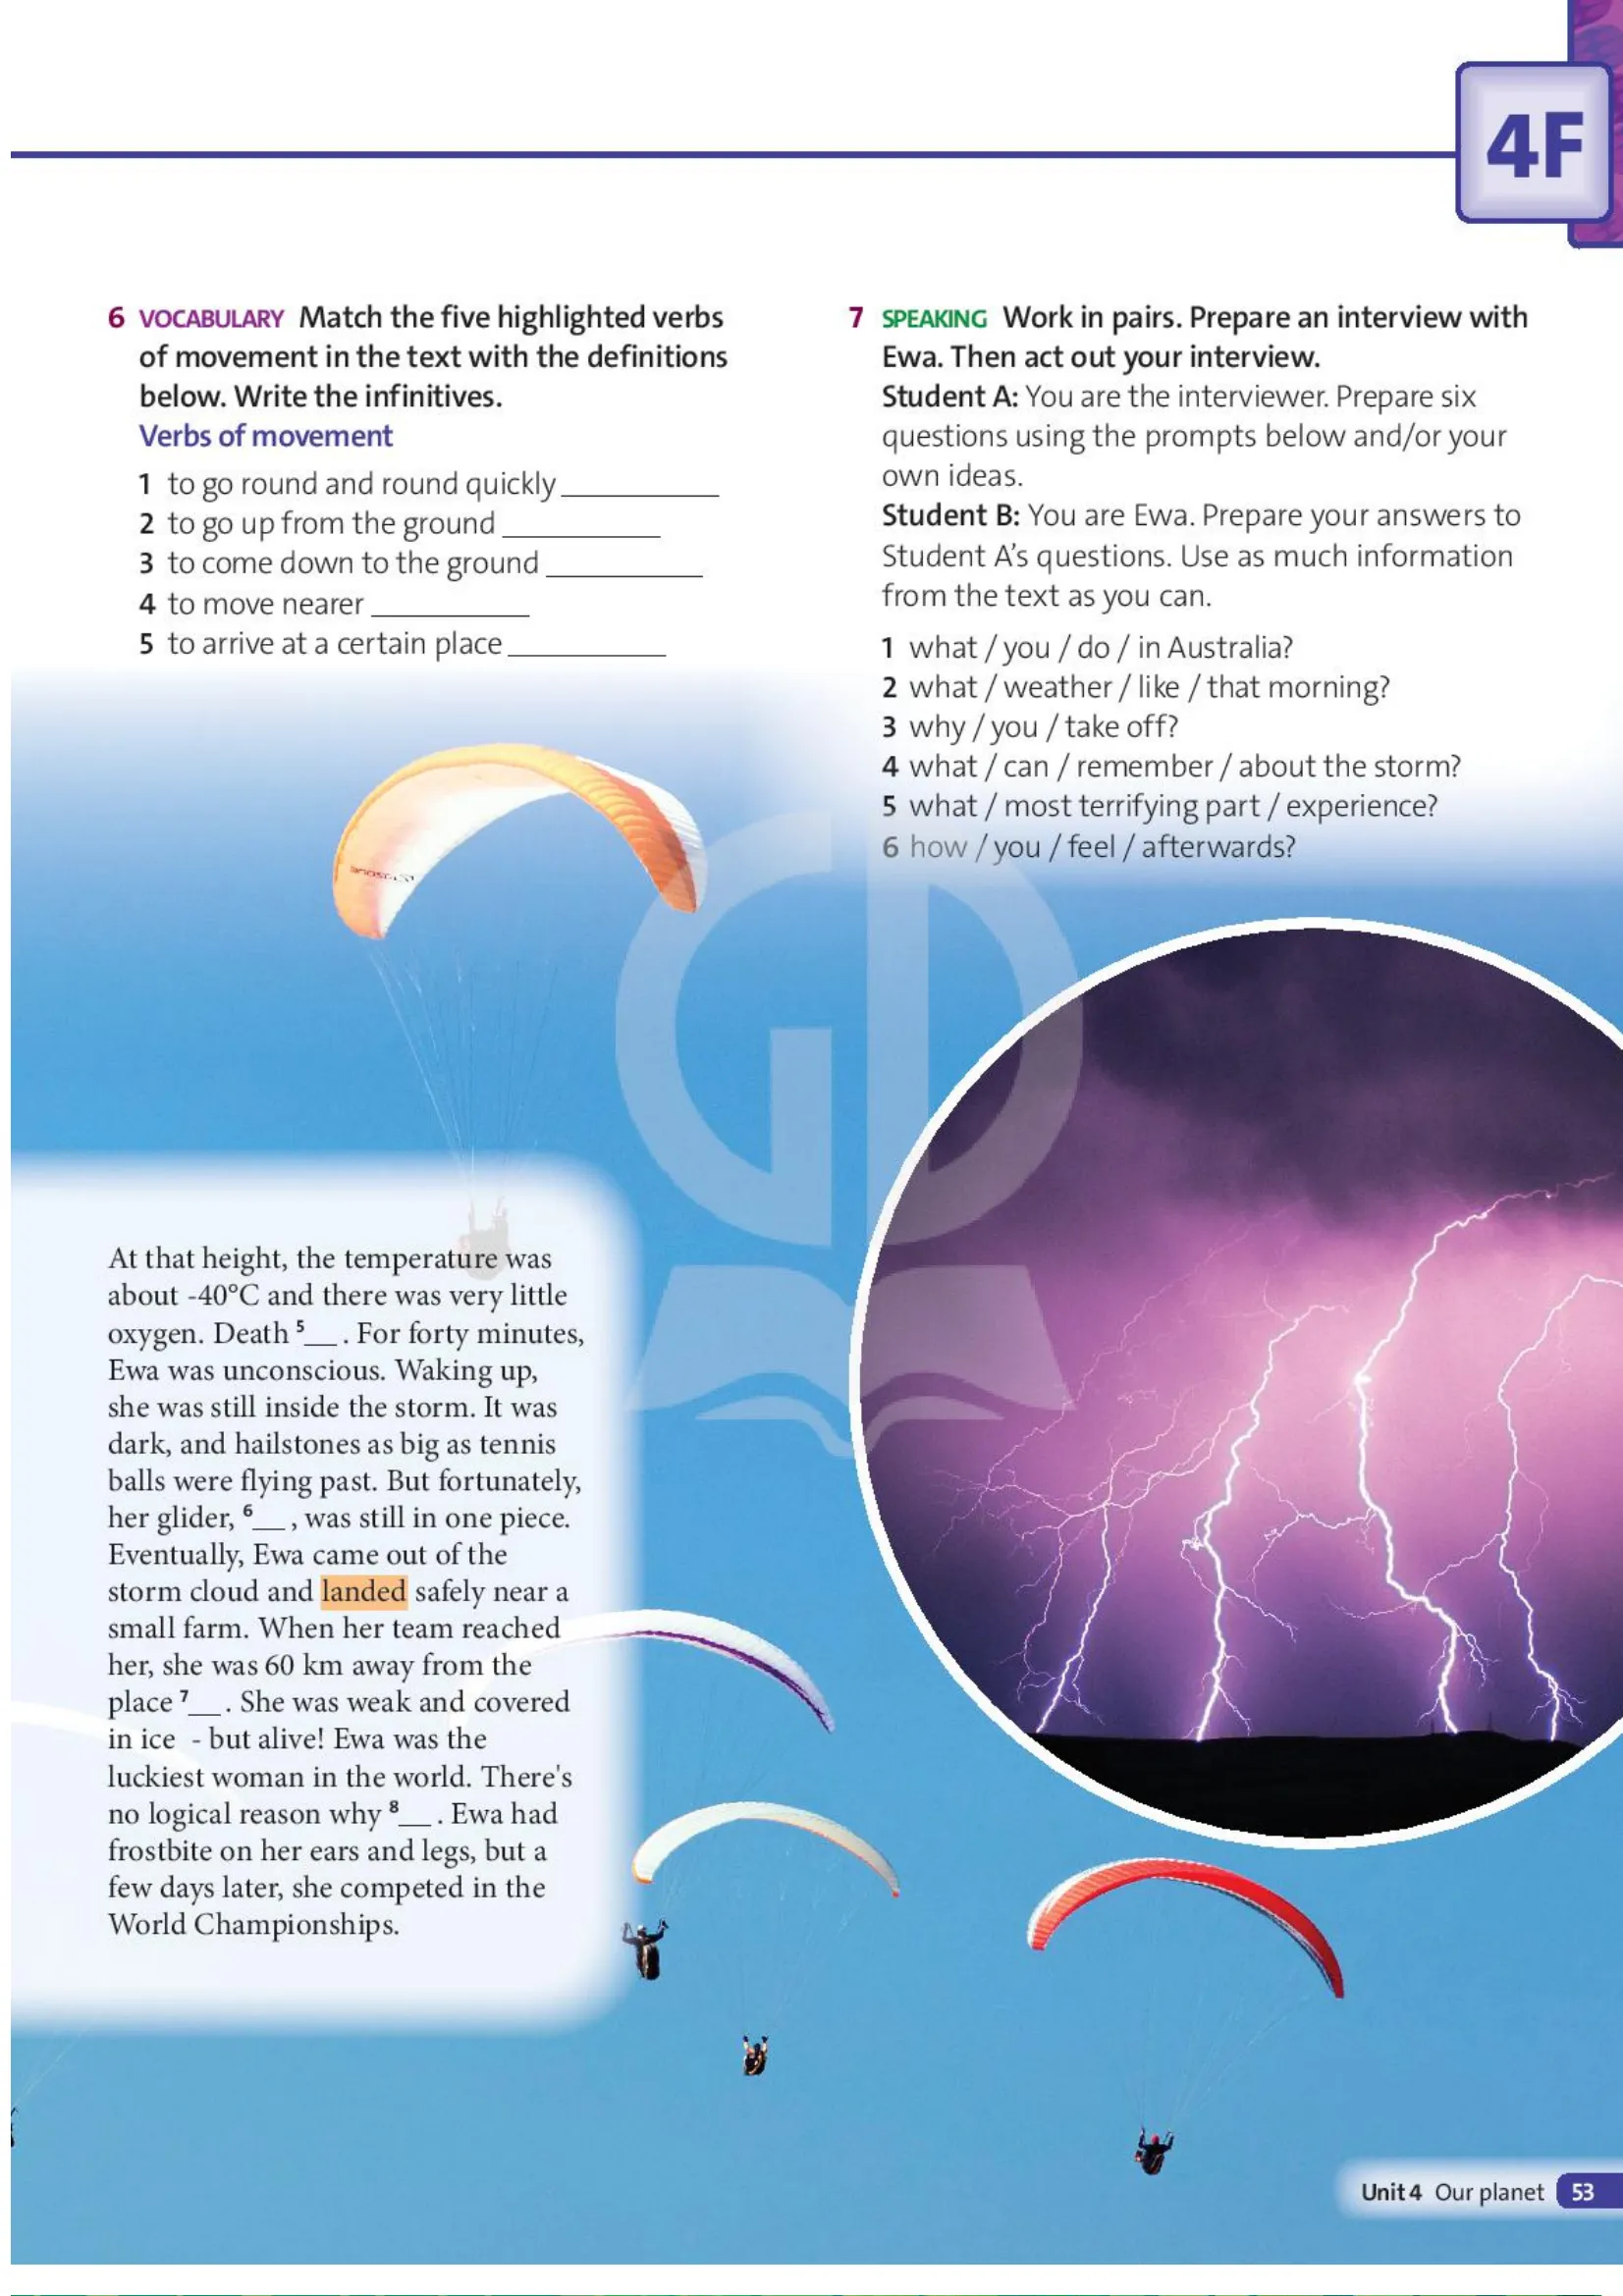 4F
6 VOCABULARY Match the five highlighted verbs
of movement in the text with the definitions
below. Write the infinitives.
Verbs of movement
1 to go round and round quickly ___________
2 to go up from the ground ___________
3 to come down to the ground ___________
4 to move nearer ___________
5 to arrive at a certain place ___________
7 SPEAKING Work in pairs. Prepare an interview with
Ewa. Then act out your interview.
Student A: You are the interviewer. Prepare six
questions using the prompts below and/or your
own ideas.
Student B: You are Ewa. Prepare your answers to
Student A's questions. Use as much information
from the text as you can.
1 what / you / do / in Australia?
2 what / weather / like / that morning?
3 why / you / take off?
4 what / can / remember / about the storm?
5 what / most terrifying part / experience?
6 how / you / feel / afterwards?
GD
At that height, the temperature was
about -40°C and there was very little
oxygen. Death ⁵__ . For forty minutes,
Ewa was unconscious. Waking up,
she was still inside the storm. It was
dark, and hailstones as big as tennis
balls were flying past. But fortunately,
her glider, ⁶__ , was still in one piece.
Eventually, Ewa came out of the
storm cloud and landed safely near a
small farm. When her team reached
her, she was 60 km away from the
place ⁷__ . She was weak and covered
in ice - but alive! Ewa was the
luckiest woman in the world. There's
no logical reason why ⁸__ . Ewa had
frostbite on her ears and legs, but a
few days later, she competed in the
World Championships.
Unit 4 Our planet 53